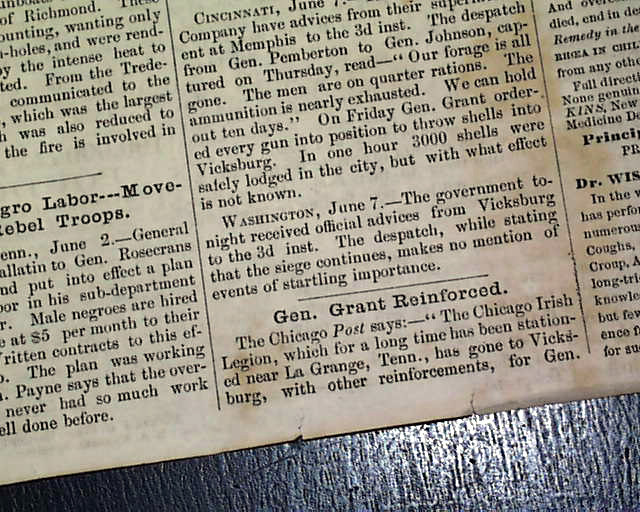 of Richmond. These
ounting, wanting only
-holes, and were rend-
by the intense heat to
ted. From the Trede-
communicated to the
, which was the largest
h was also reduced to
the fire is involved in
gro Labor---Move-
Rebel Troops.
enn., June 2.—General
allatin to Gen. Rosecrans
nd put into effect a plan
bor in his sub-department
r. Male negroes are hired
e at $5 per month to their
ritten contracts to this ef-
o. The plan was working
. Payne says that the over-
never had so much work
ell done before.
CINCINNATI, June 7.—
Company have advices from their
ent at Memphis to the 3d inst. The despatch
from Gen. Pemberton to Gen. Johnson, cap-
tured on Thursday, read—"Our forage is all
gone. The men are on quarter rations. The
ammunition is nearly exhausted. We can hold
out ten days." On Friday Gen. Grant order-
ed every gun into position to throw shells into
Vicksburg. In one hour 3000 shells were
safely lodged in the city, but with what effect
is not known.
WASHINGTON, June 7.—The government to-
night received official advices from Vicksburg
to the 3d inst. The despatch, while stating
that the siege continues, makes no mention of
events of startling importance.
Gen. Grant Reinforced.
The Chicago Post says:—"The Chicago Irish
Legion, which for a long time has been station-
ed near La Grange, Tenn., has gone to Vicks-
burg, with other reinforcements, for Gen.
And
died, end in de
Remedy in the
RHEA IN CHI
from any othe
Full direc
None genuin
KINS, New
Medicine De
Princi
PR
Dr. WIS
In the w
has perfo
numerou
Coughs,
Croup, A
long-tri
knowle
but few
ence f
for su